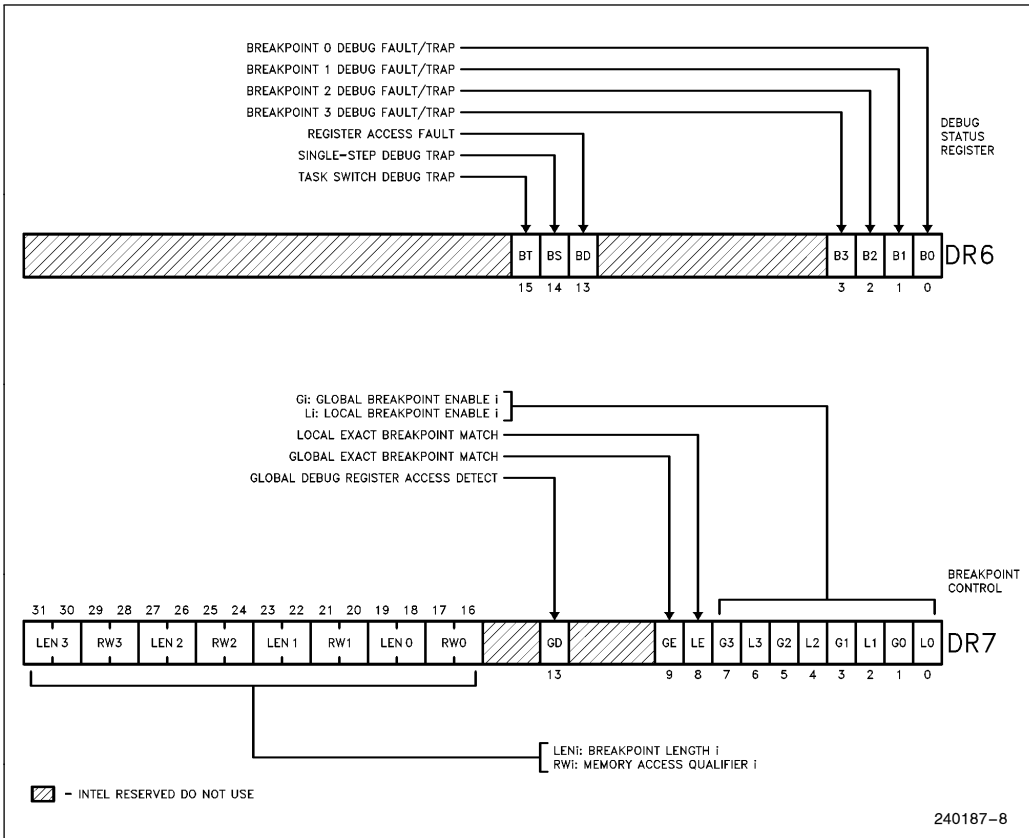 BREAKPOINT 0 DEBUG FAULT/TRAP
BREAKPOINT 1 DEBUG FAULT/TRAP
BREAKPOINT 2 DEBUG FAULT/TRAP
BREAKPOINT 3 DEBUG FAULT/TRAP
REGISTER ACCESS FAULT
SINGLE-STEP DEBUG TRAP
TASK SWITCH DEBUG TRAP
DEBUG
STATUS
REGISTER
BT BS BD B3 B2 B1 B0 DR6
15 14 13 3 2 1 0
Gi: GLOBAL BREAKPOINT ENABLE i
Li: LOCAL BREAKPOINT ENABLE i
LOCAL EXACT BREAKPOINT MATCH
GLOBAL EXACT BREAKPOINT MATCH
GLOBAL DEBUG REGISTER ACCESS DETECT
BREAKPOINT
CONTROL
31 30 29 28 27 26 25 24 23 22 21 20 19 18 17 16
LEN 3 RW3 LEN 2 RW2 LEN 1 RW1 LEN 0 RW0 GD GE LE G3 L3 G2 L2 G1 L1 G0 L0 DR7
13 9 8 7 6 5 4 3 2 1 0
LENi: BREAKPOINT LENGTH i
RWi: MEMORY ACCESS QUALIFIER i
- INTEL RESERVED DO NOT USE
240187-8